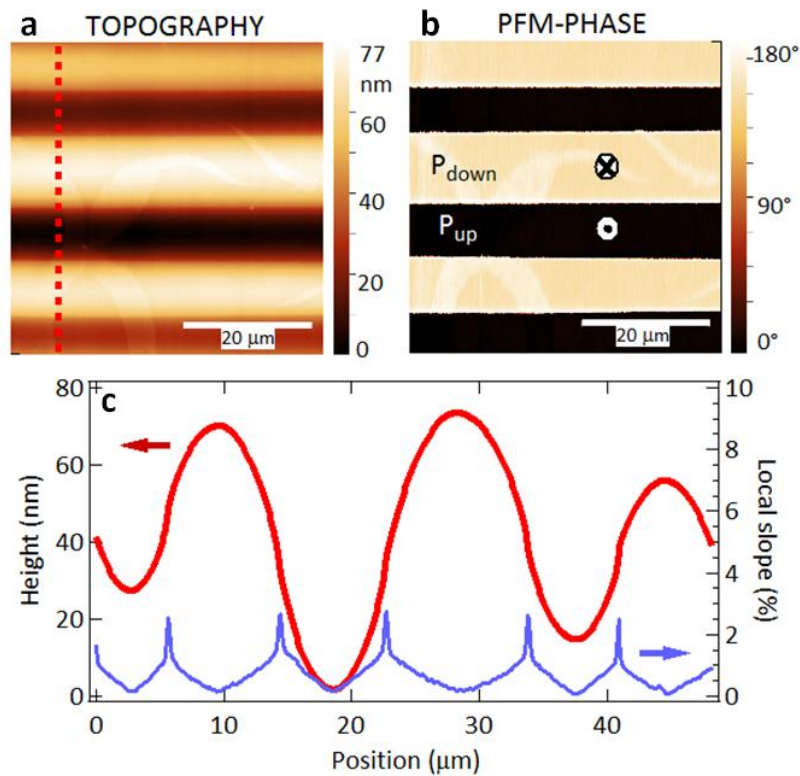 a TOPOGRAPHY
77
nm
60
40
20
0
20 μm
b PFM-PHASE
180°
90°
0°
Pdown
Pup
20 μm
c
80
60
40
20
0
Height (nm)
10
8
6
4
2
0
Local slope (%)
0 10 20 30 40
Position (μm)